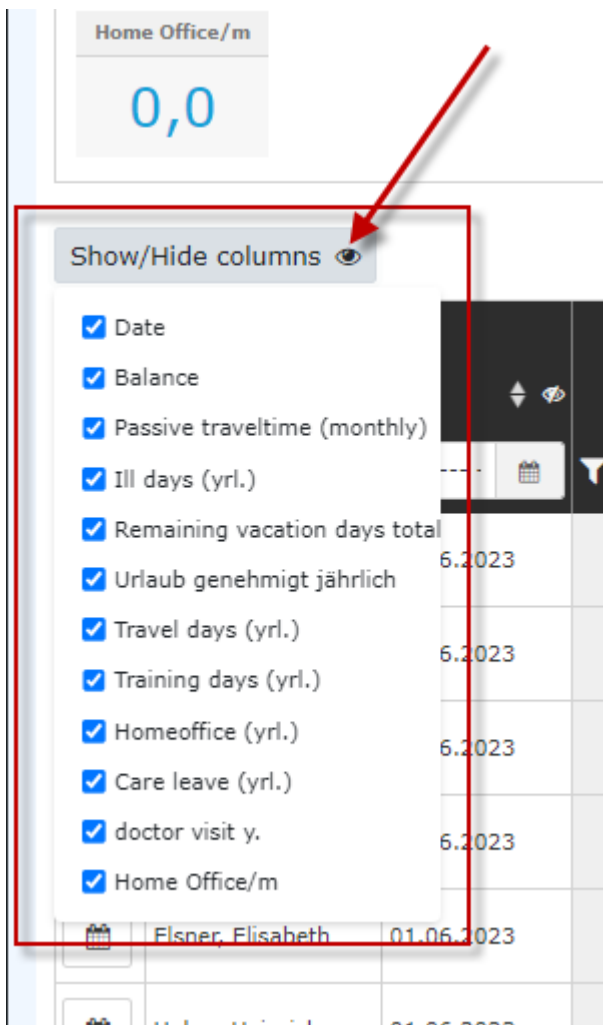 Home Office/m
0,0
Show/Hide columns
Date
Balance
Passive traveltime (monthly)
Ill days (yrl.)
Remaining vacation days total
6.2023
Urlaub genehmigt jährlich
Travel days (yrl.)
6.2023
Training days (yrl.)
Homeoffice (yrl.)
6.2023
Care leave (yrl.)
doctor visit y.
6.2023
Home Office/m
Elsner, Elisabeth 01.06.2023